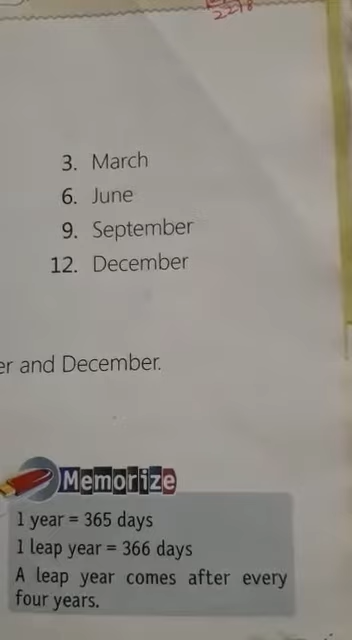 3. March
6. June
9. September
12. December
er and December.
Memorize
1 year = 365 days
1 leap year = 366 days
A leap year comes after every
four years.